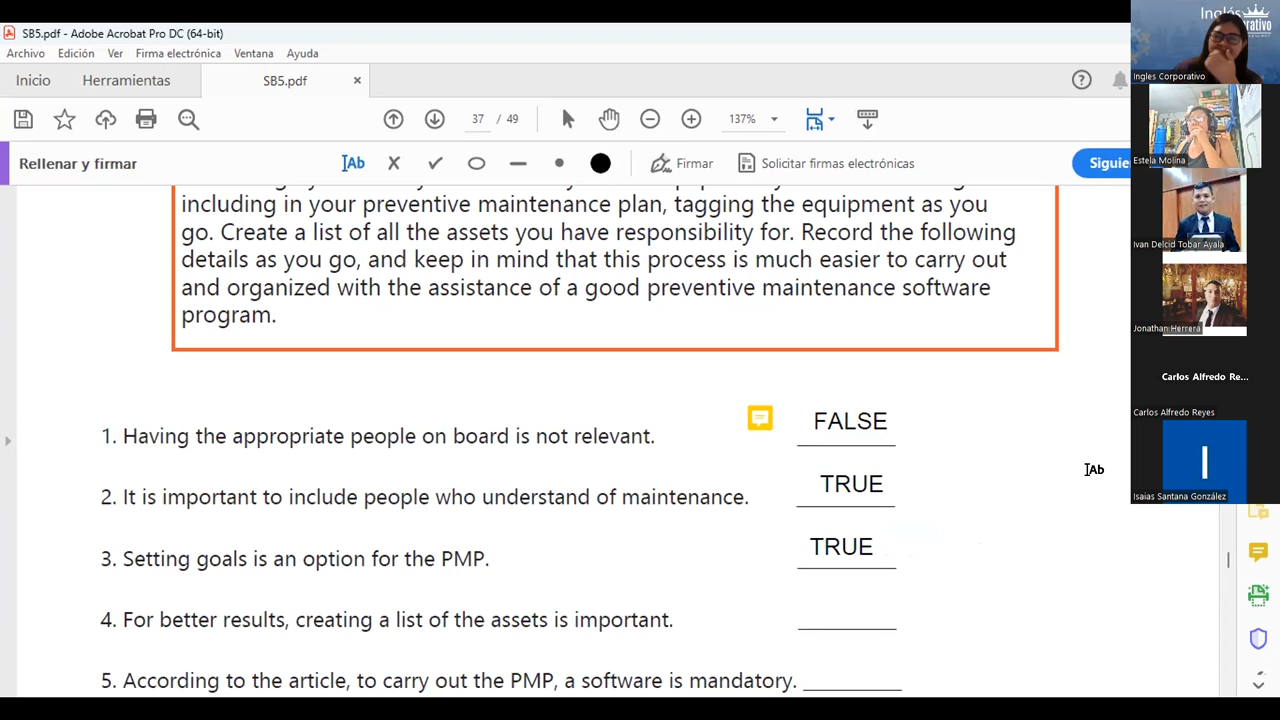 SB5.pdf - Adobe Acrobat Pro DC (64-bit)
Archivo Edición Ver Firma electrónica Ventana Ayuda
Inicio Herramientas SB5.pdf ×
37 / 49 137%
Rellenar y firmar Ab Firmar Solicitar firmas electrónicas Siguie
including in your preventive maintenance plan, tagging the equipment as you
go. Create a list of all the assets you have responsibility for. Record the following
details as you go, and keep in mind that this process is much easier to carry out
and organized with the assistance of a good preventive maintenance software
program.
1. Having the appropriate people on board is not relevant. FALSE
2. It is important to include people who understand of maintenance. TRUE
3. Setting goals is an option for the PMP. TRUE
4. For better results, creating a list of the assets is important.
5. According to the article, to carry out the PMP, a software is mandatory.
Ab
Inglés
rativo
Ingles Corporativo
Estela Molina
Ivan Delcid Tobar Ayala
Jonathan Herrera
Carlos Alfredo Re...
Carlos Alfredo Reyes
I
Isaias Santana González